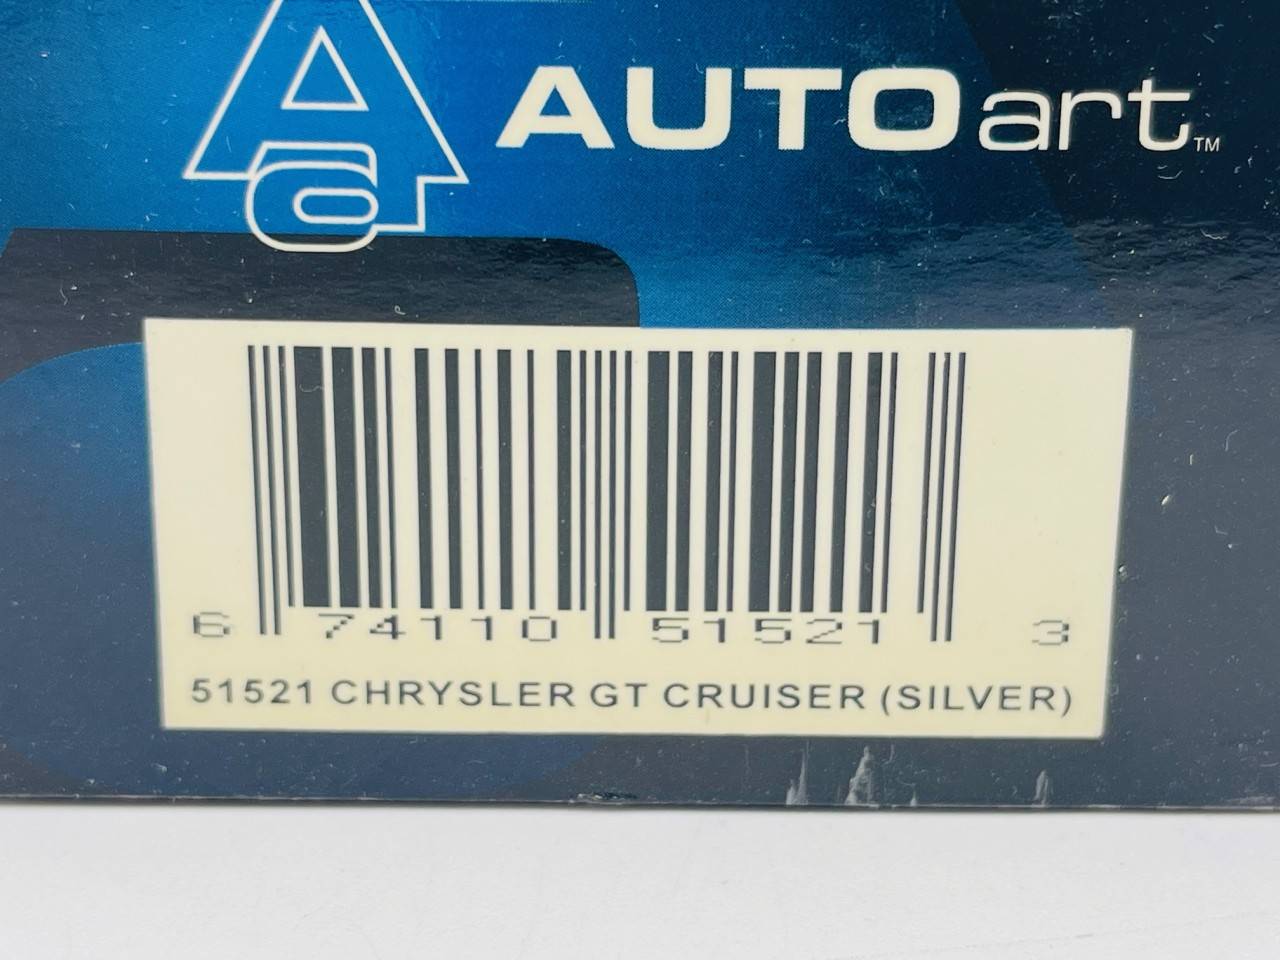 AUTOart™
6 74110 51521 3
51521 CHRYSLER GT CRUISER (SILVER)